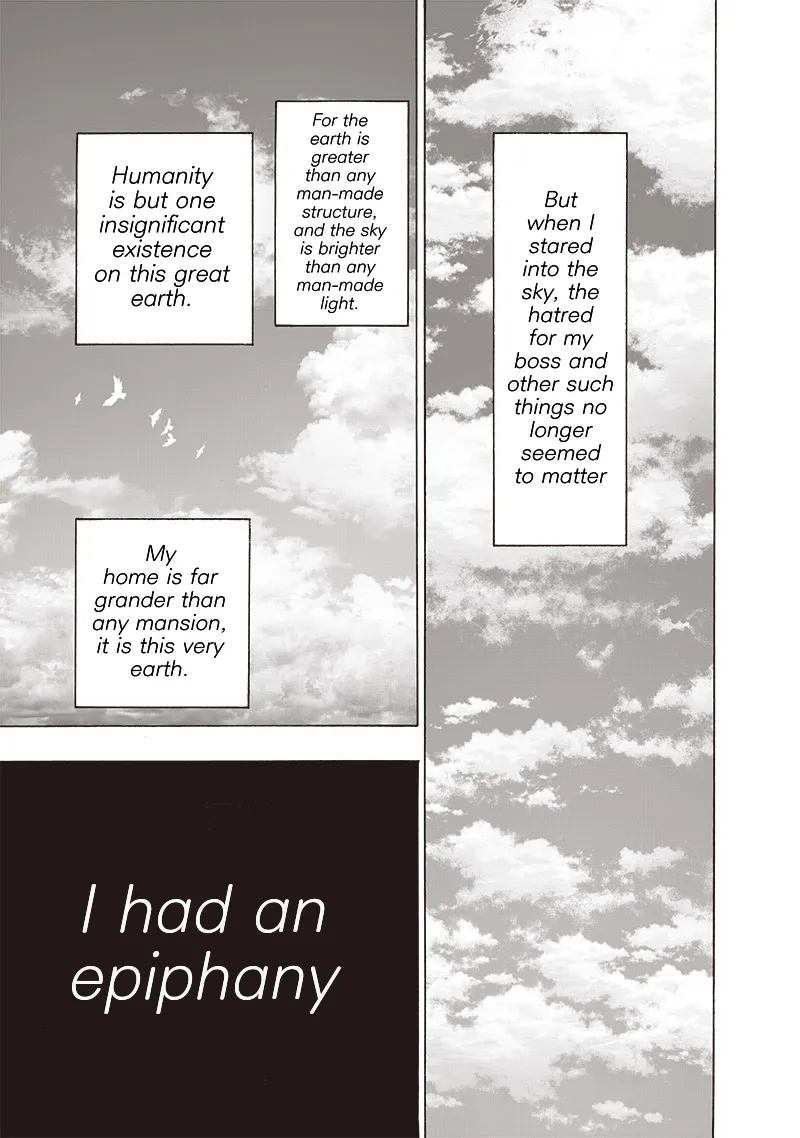 But
when I
stared
into the
sky, the
hatred
for my
boss and
other such
things no
longer
seemed
to matter
For the
earth is
greater
than any
man-made
structure,
and the sky
is brighter
than any
man-made
light.
Humanity
is but one
insignificant
existence
on this great
earth.
My
home is far
grander than
any mansion,
it is this very
earth.
I had an
epiphany